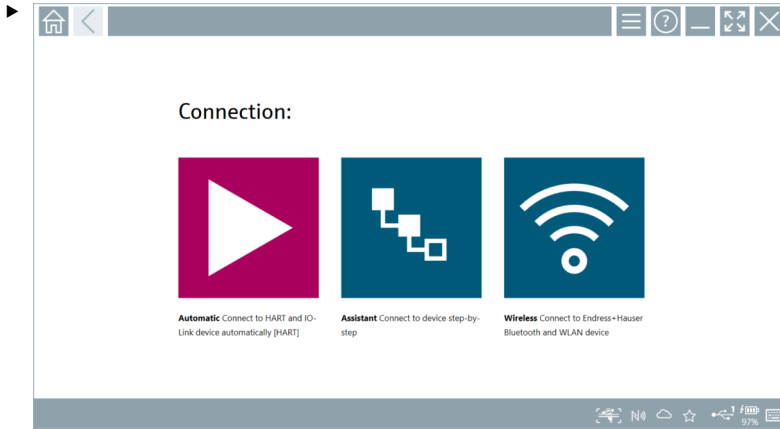 Connection:
Automatic Connect to HART and IO-
Link device automatically [HART]
Assistant Connect to device step-by-
step
Wireless Connect to Endress+Hauser
Bluetooth and WLAN device
1
97%